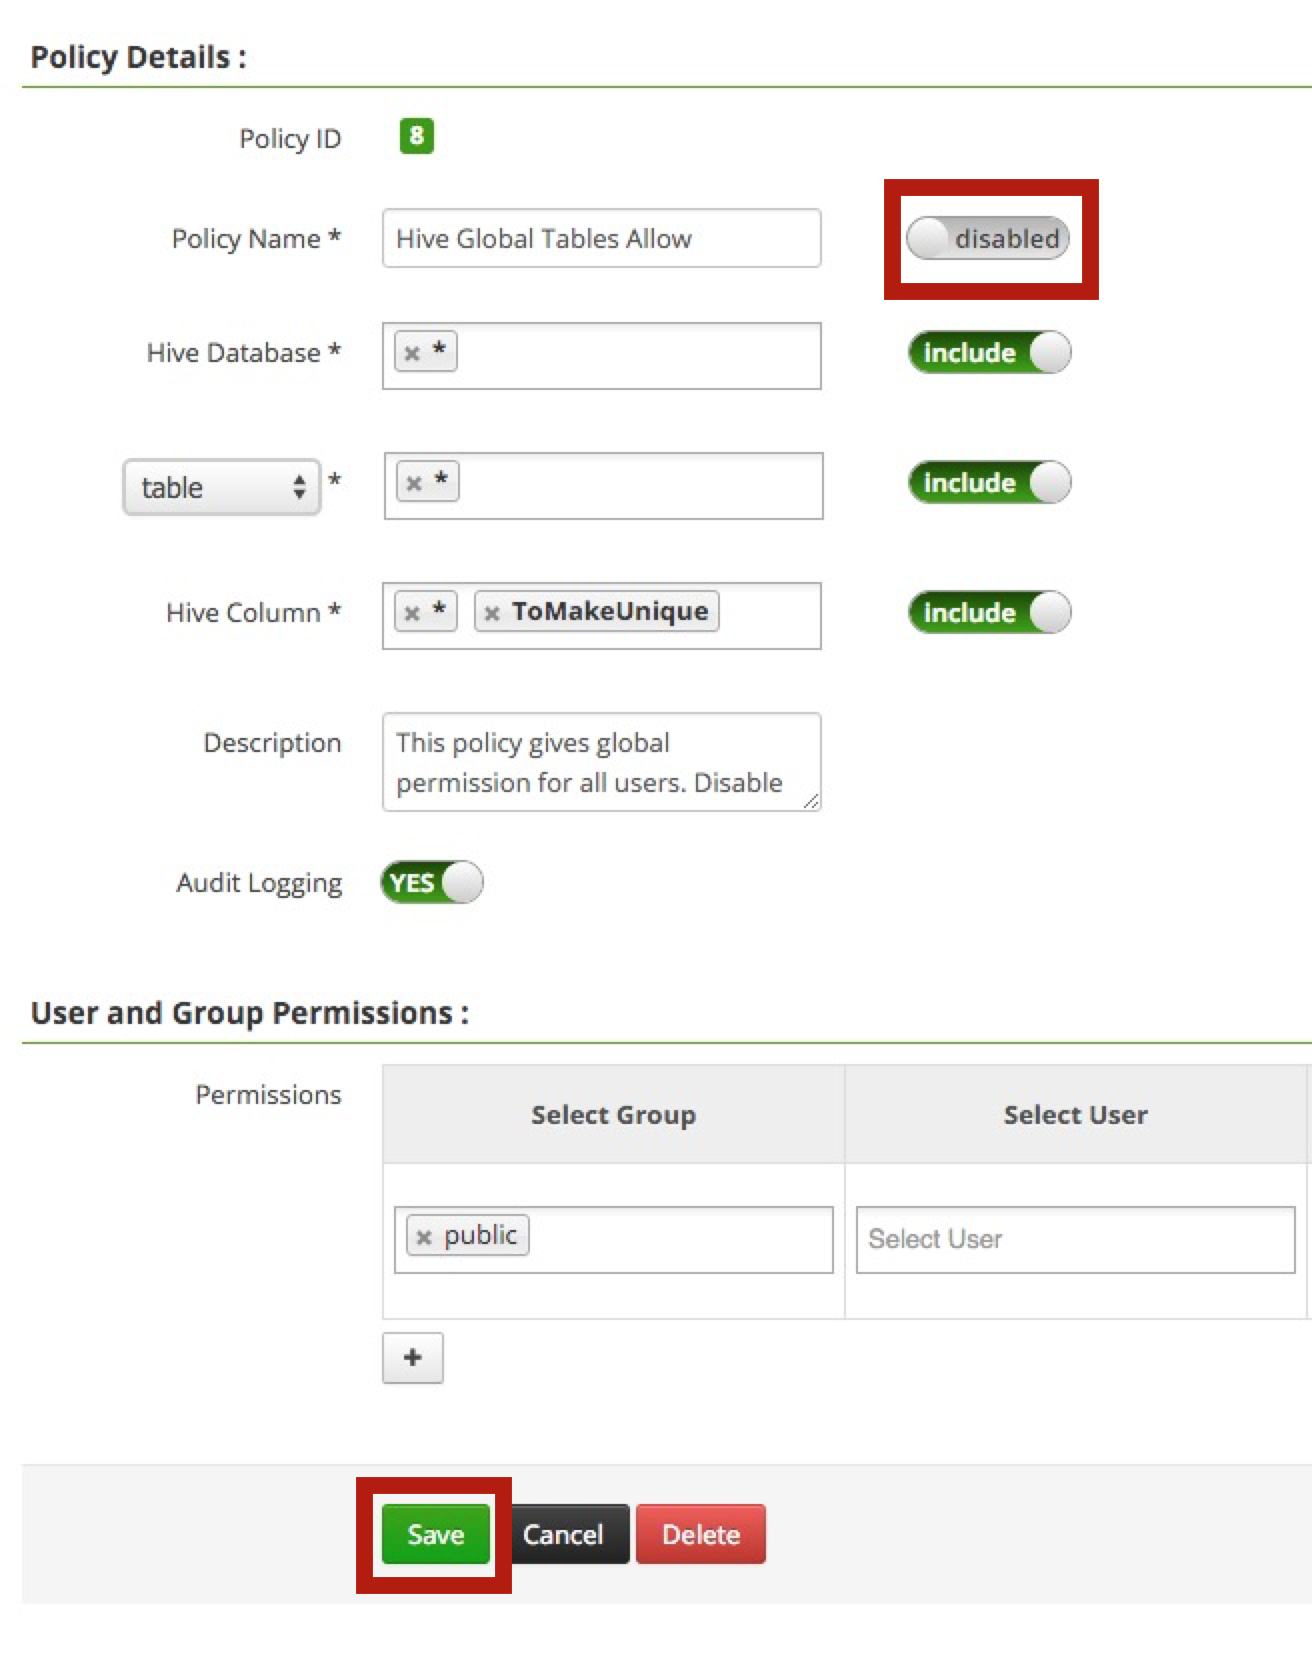 Policy Details :
Policy ID 8
Policy Name * Hive Global Tables Allow disabled
Hive Database * × * include
table * × * include
Hive Column * × * × ToMakeUnique include
Description This policy gives global
permission for all users. Disable
Audit Logging YES
User and Group Permissions :
Permissions Select Group Select User
× public Select User
+
Save Cancel Delete